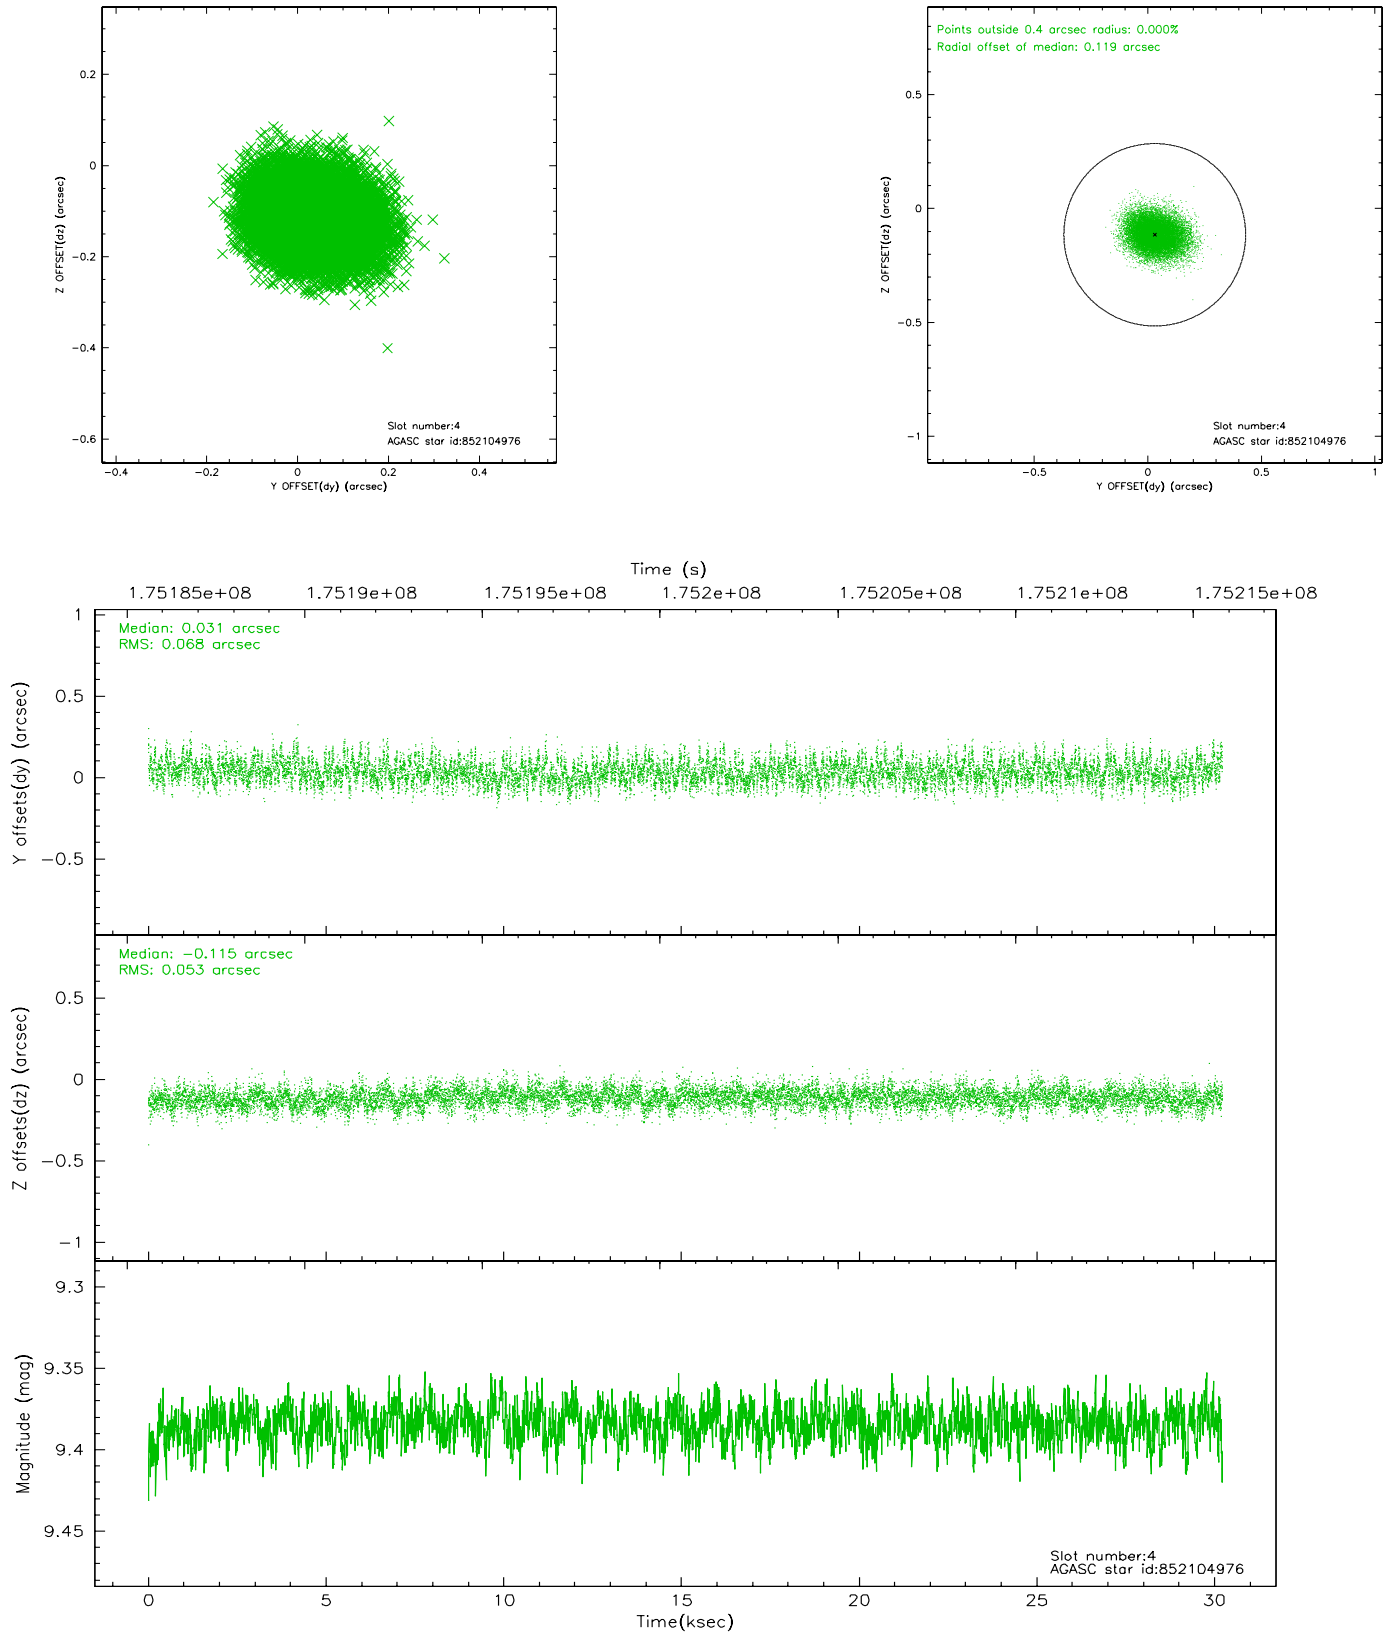 0.2
0
−0.2
−0.4
−0.6
Z OFFSET(dz) (arcsec)
Slot number:4
AGASC star id:852104976
−0.4
−0.2
0
0.2
0.4
Y OFFSET(dy) (arcsec)
Points outside 0.4 arcsec radius: 0.000%
Radial offset of median: 0.119 arcsec
0.5
0
−0.5
−1
Z OFFSET(dz) (arcsec)
Slot number:4
AGASC star id:852104976
−0.5
0
0.5
1
Y OFFSET(dy) (arcsec)
Time (s)
1.75185e+08
1.7519e+08
1.75195e+08
1.752e+08
1.75205e+08
1.7521e+08
1.75215e+08
Median: 0.031 arcsec
RMS: 0.068 arcsec
1
0.5
0
−0.5
Y offsets(dy) (arcsec)
Median: −0.115 arcsec
RMS: 0.053 arcsec
0.5
0
−0.5
−1
Z offsets(dz) (arcsec)
9.3
9.35
9.4
9.45
Magnitude (mag)
Slot number:4
AGASC star id:852104976
0
5
10
15
20
25
30
Time(ksec)